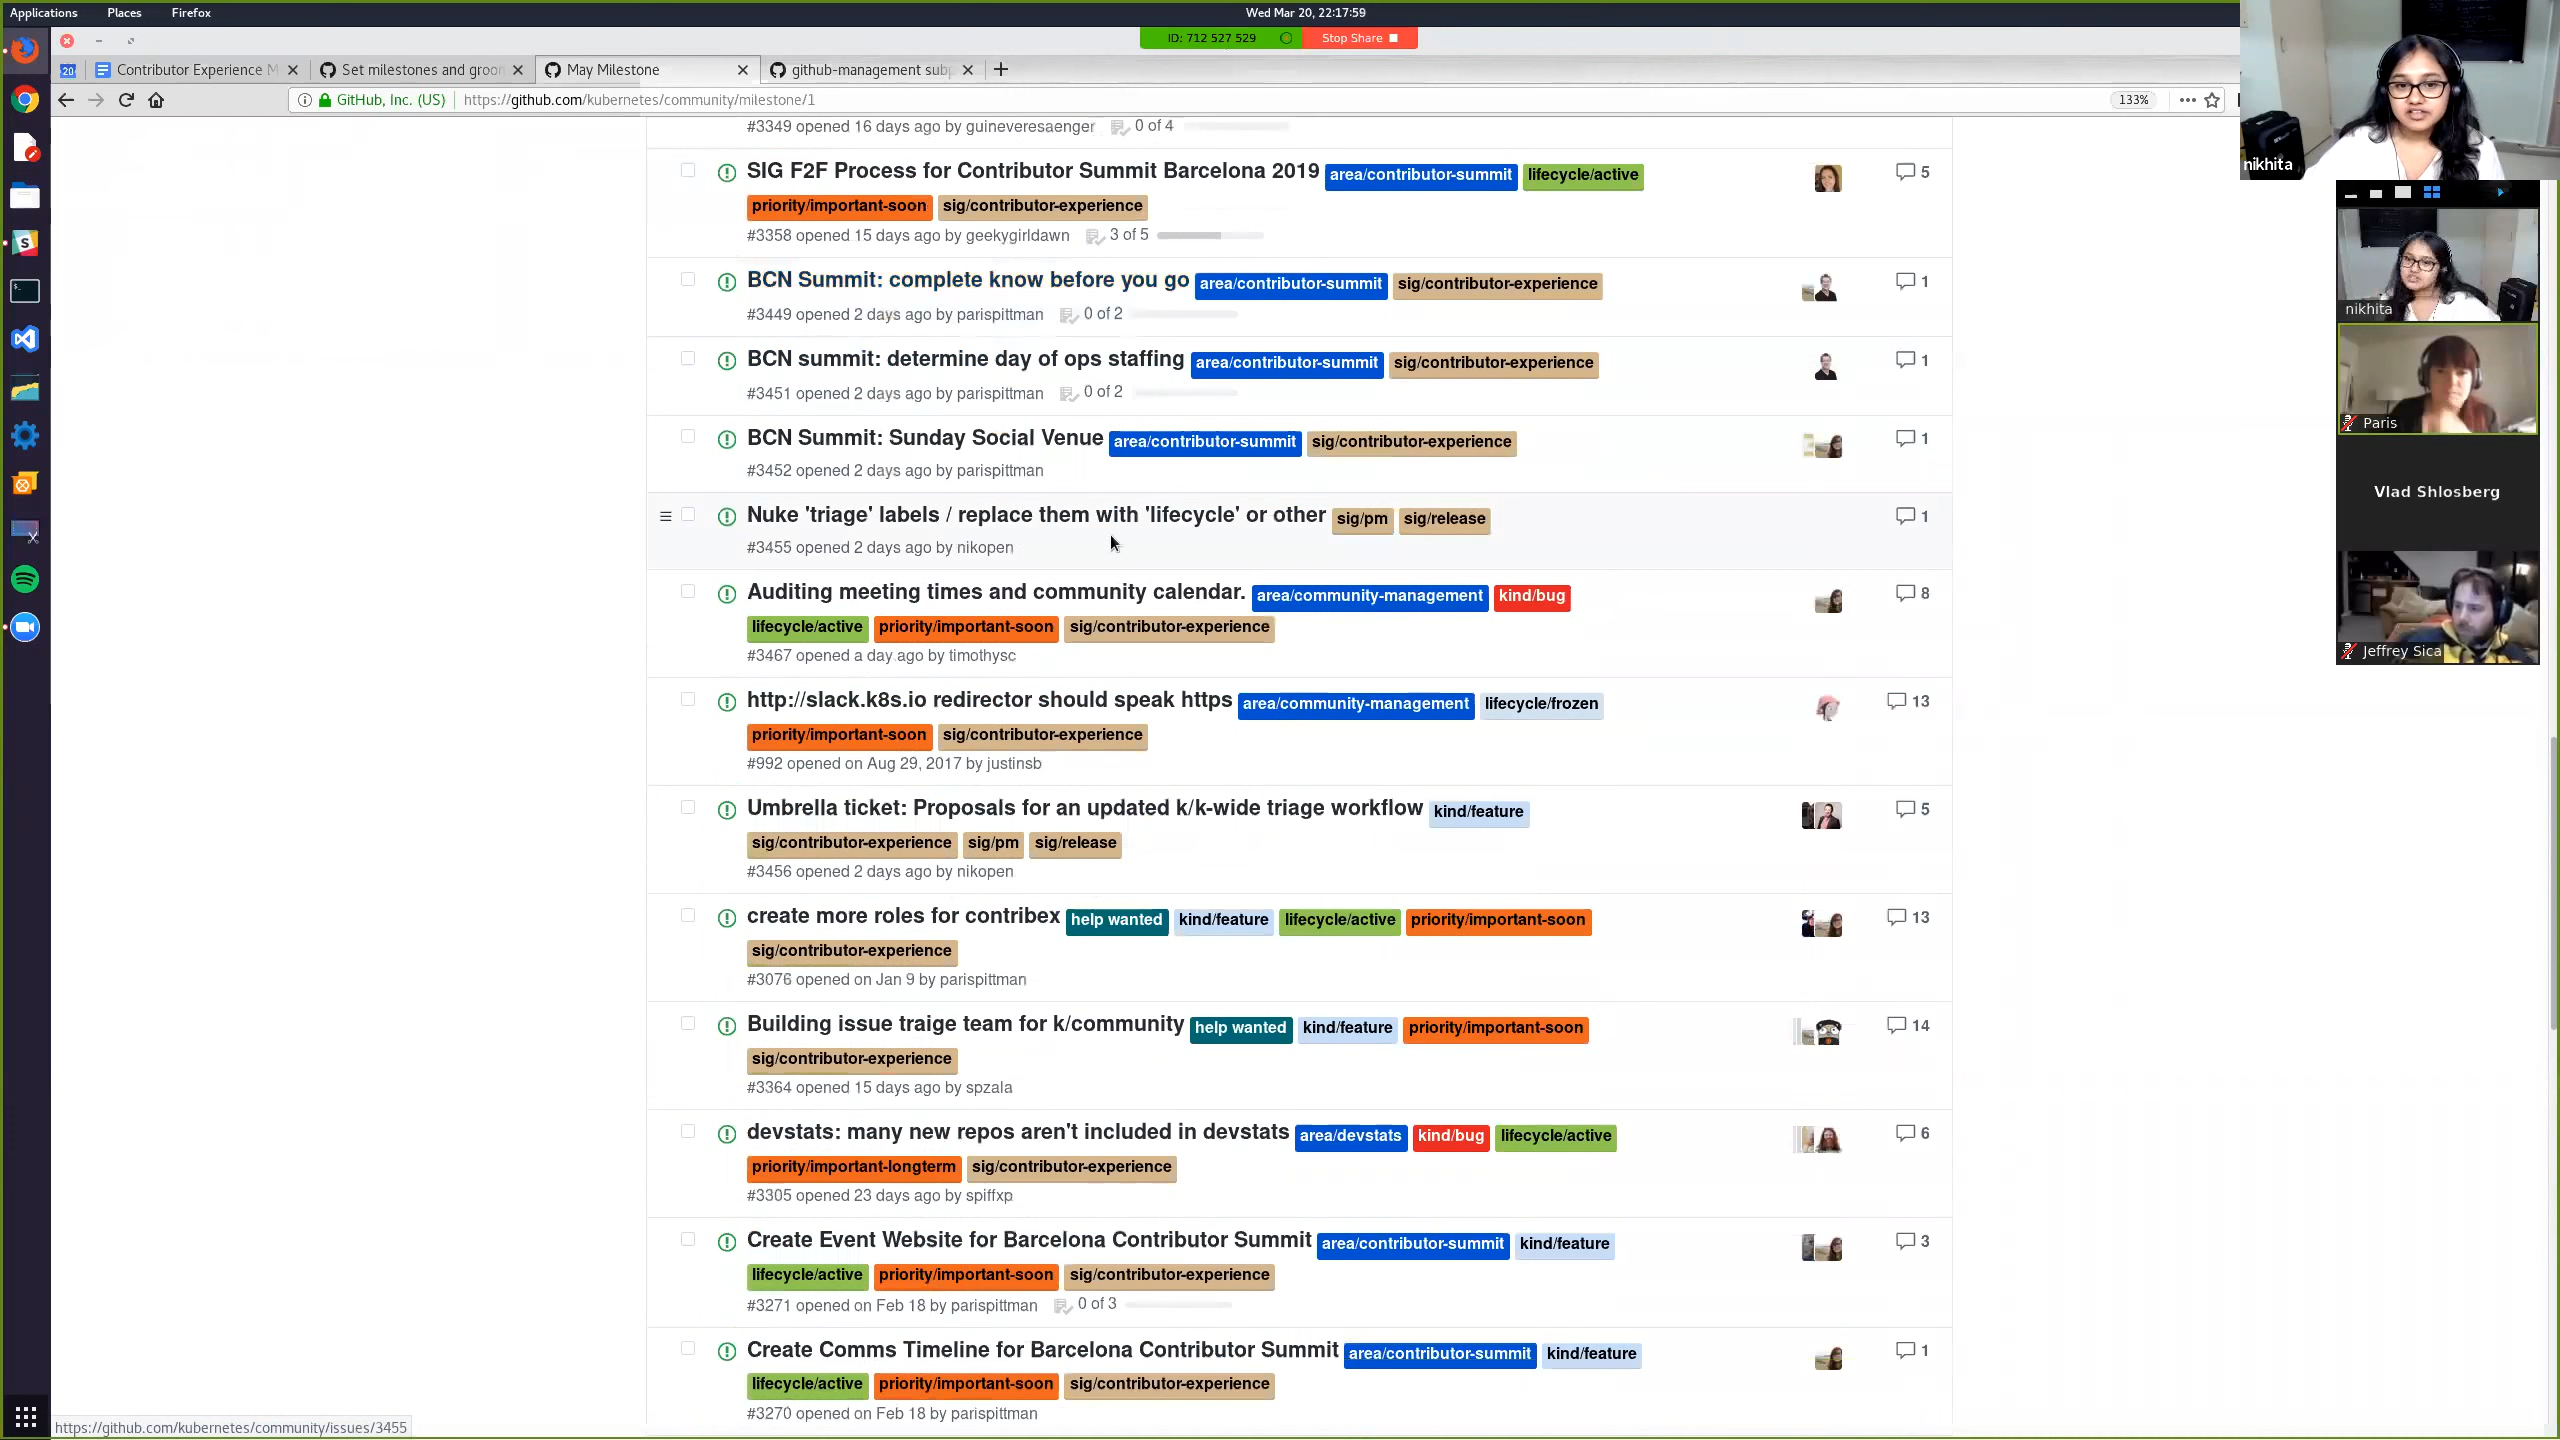 Applications Places Firefox Wed Mar 20, 22:17:59
ID: 712 527 529 Stop Share
Contributor Experience M Set milestones and groon May Milestone github-management subp
GitHub, Inc. (US) https://github.com/kubernetes/community/milestone/1 133%
#3349 opened 16 days ago by guineveresaenger 0 of 4
SIG F2F Process for Contributor Summit Barcelona 2019 area/contributor-summit lifecycle/active 5
priority/important-soon sig/contributor-experience
#3358 opened 15 days ago by geekygirldawn 3 of 5
BCN Summit: complete know before you go area/contributor-summit sig/contributor-experience 1
#3449 opened 2 days ago by parispittman 0 of 2
BCN summit: determine day of ops staffing area/contributor-summit sig/contributor-experience 1
#3451 opened 2 days ago by parispittman 0 of 2
BCN Summit: Sunday Social Venue area/contributor-summit sig/contributor-experience 1
#3452 opened 2 days ago by parispittman
Nuke 'triage' labels / replace them with 'lifecycle' or other sig/pm sig/release 1
#3455 opened 2 days ago by nikopen
Auditing meeting times and community calendar. area/community-management kind/bug 8
lifecycle/active priority/important-soon sig/contributor-experience
#3467 opened a day ago by timothysc
http://slack.k8s.io redirector should speak https area/community-management lifecycle/frozen 13
priority/important-soon sig/contributor-experience
#992 opened on Aug 29, 2017 by justinsb
Umbrella ticket: Proposals for an updated k/k-wide triage workflow kind/feature 5
sig/contributor-experience sig/pm sig/release
#3456 opened 2 days ago by nikopen
create more roles for contribex help wanted kind/feature lifecycle/active priority/important-soon 13
sig/contributor-experience
#3076 opened on Jan 9 by parispittman
Building issue traige team for k/community help wanted kind/feature priority/important-soon 14
sig/contributor-experience
#3364 opened 15 days ago by spzala
devstats: many new repos aren't included in devstats area/devstats kind/bug lifecycle/active 6
priority/important-longterm sig/contributor-experience
#3305 opened 23 days ago by spiffxp
Create Event Website for Barcelona Contributor Summit area/contributor-summit kind/feature 3
lifecycle/active priority/important-soon sig/contributor-experience
#3271 opened on Feb 18 by parispittman 0 of 3
Create Comms Timeline for Barcelona Contributor Summit area/contributor-summit kind/feature 1
lifecycle/active priority/important-soon sig/contributor-experience
#3270 opened on Feb 18 by parispittman
https://github.com/kubernetes/community/issues/3455
nikhita
nikhita
Paris
Vlad Shlosberg
Jeffrey Sica